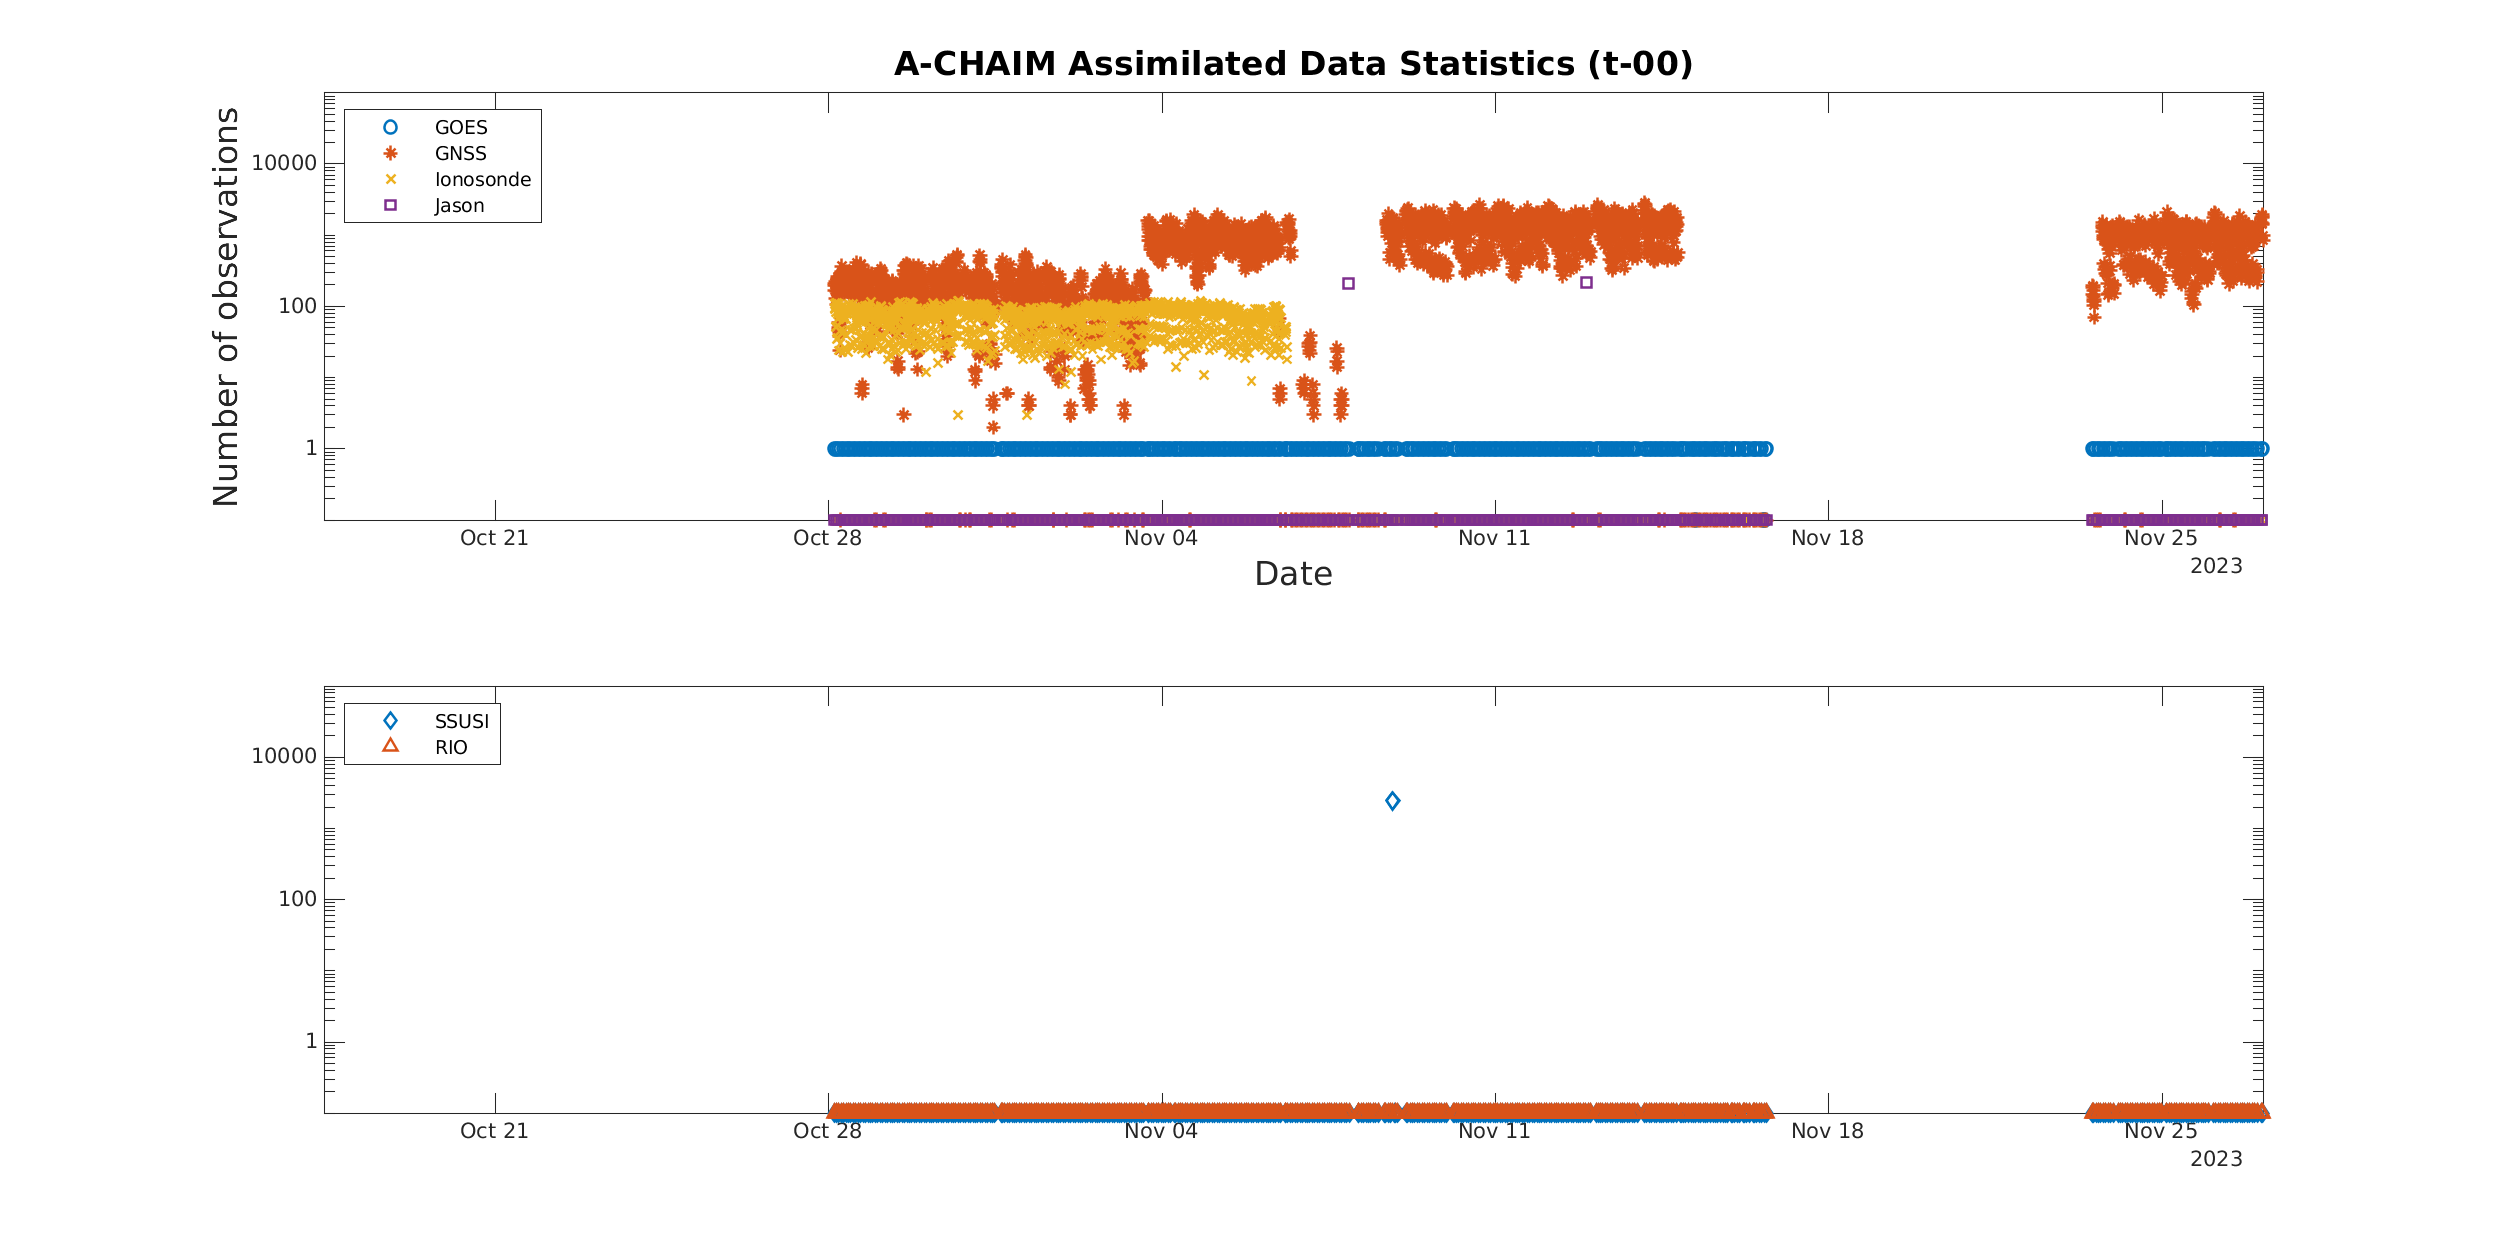 A-CHAIM Assimilated Data Statistics (t-00)
Number of observations
GOES
GNSS
Ionosonde
Jason
10000
100
1
Oct 21 Oct 28 Nov 04 Nov 11 Nov 18 Nov 25
2023
Date
SSUSI
RIO
10000
100
1
Oct 21 Oct 28 Nov 04 Nov 11 Nov 18 Nov 25
2023